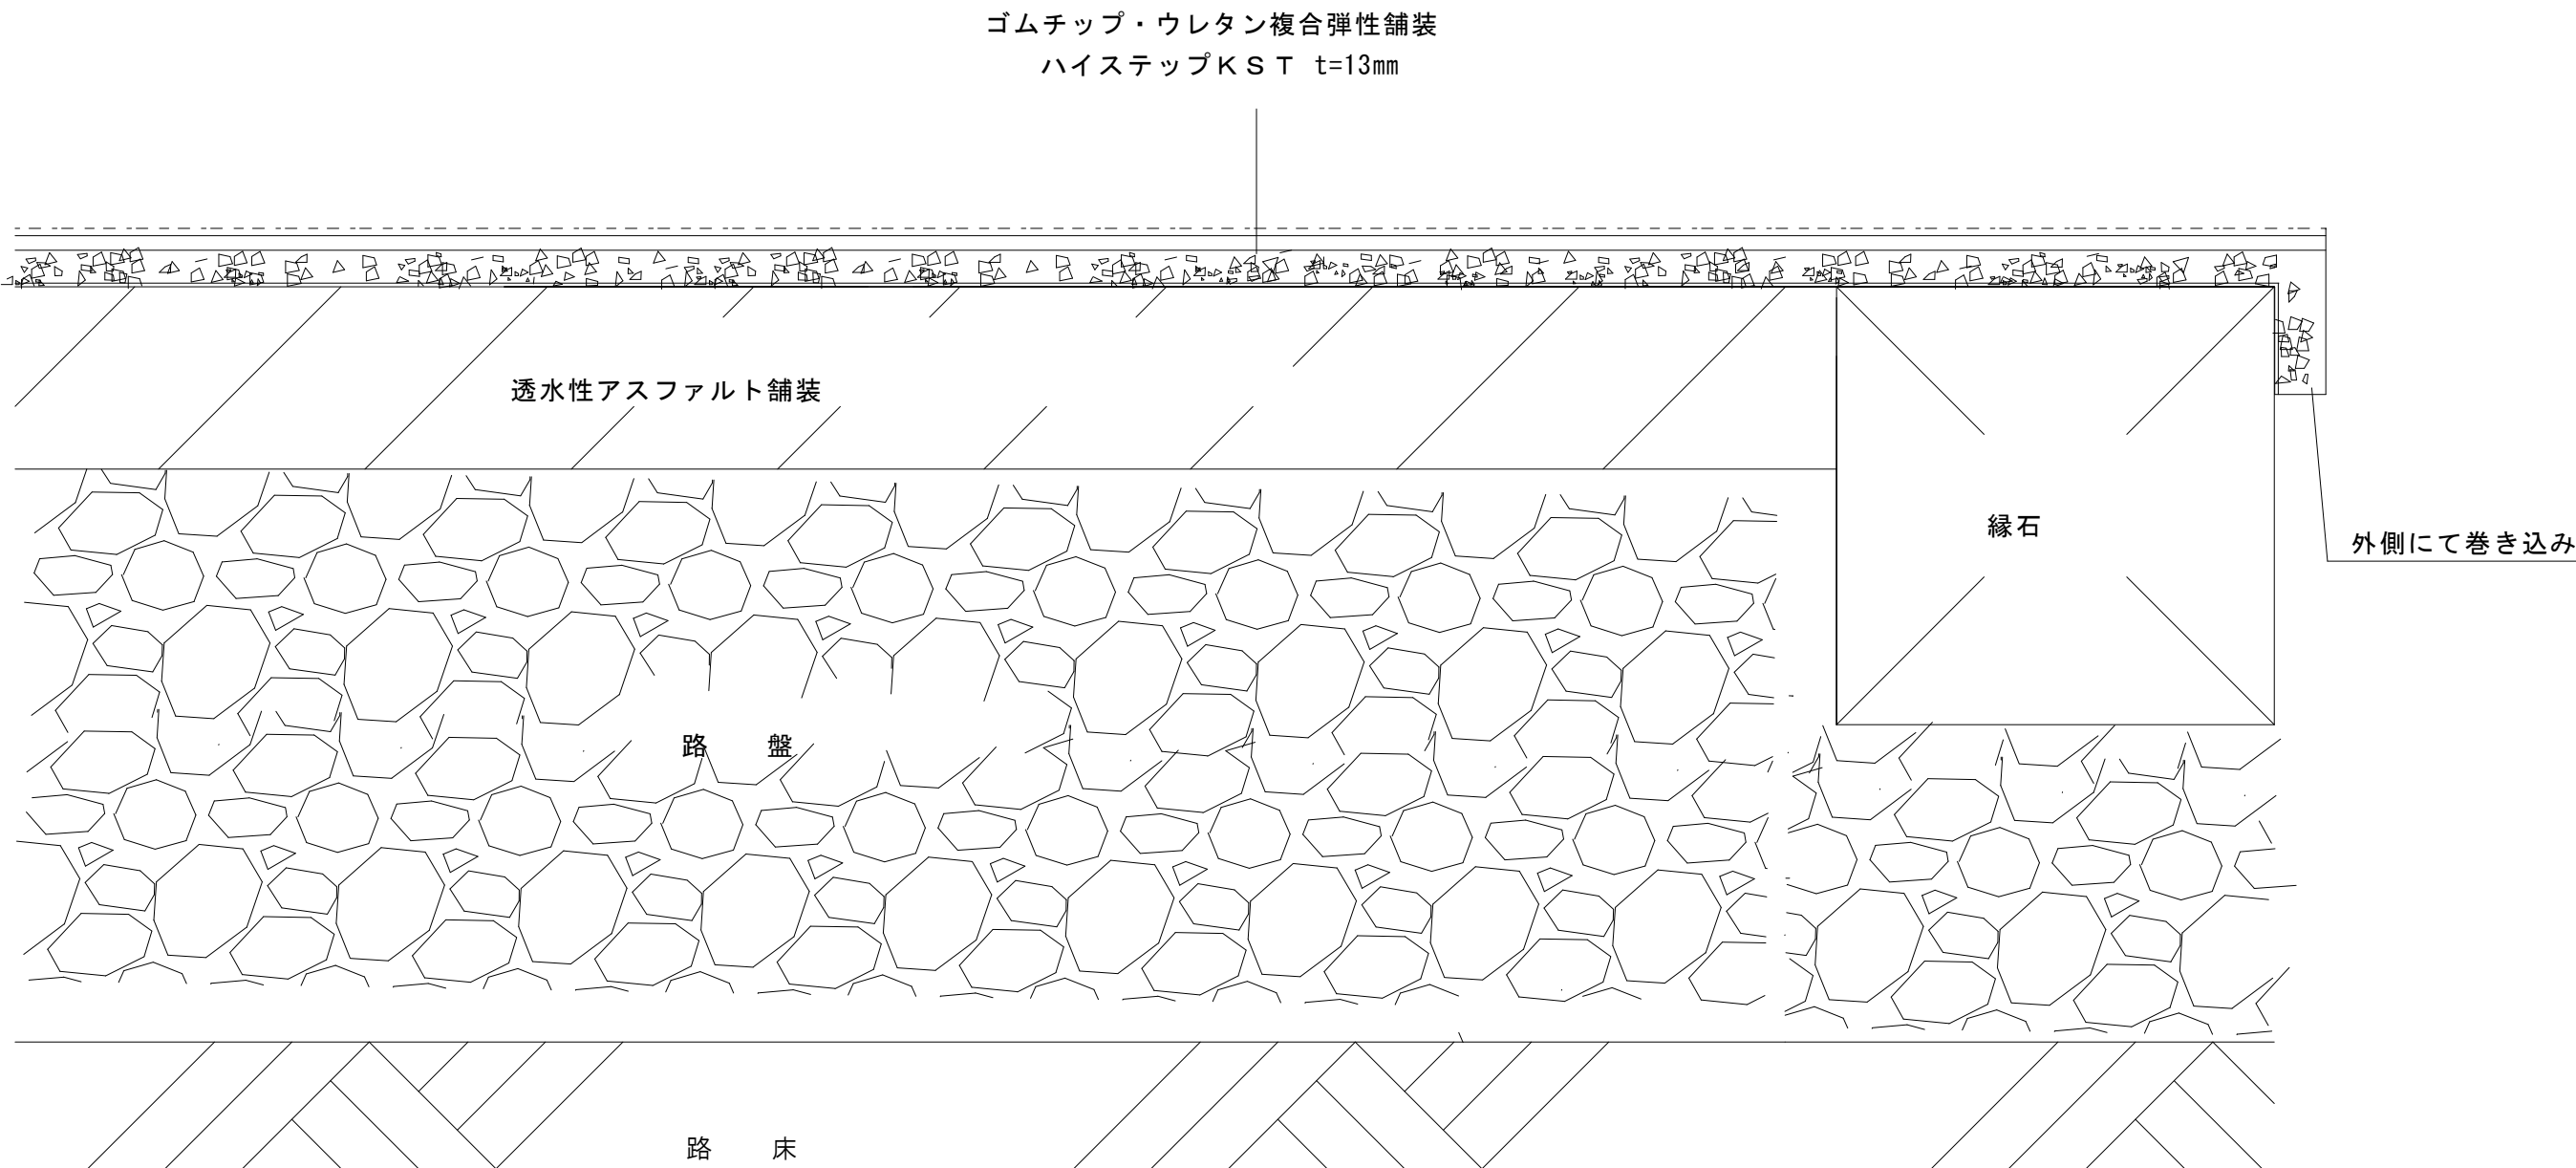 ゴムチップ・ウレタン複合弾性舗装
ハイステップＫＳＴ t=13mm
透水性アスファルト舗装
縁石
外側にて巻き込み
路　盤
路　床